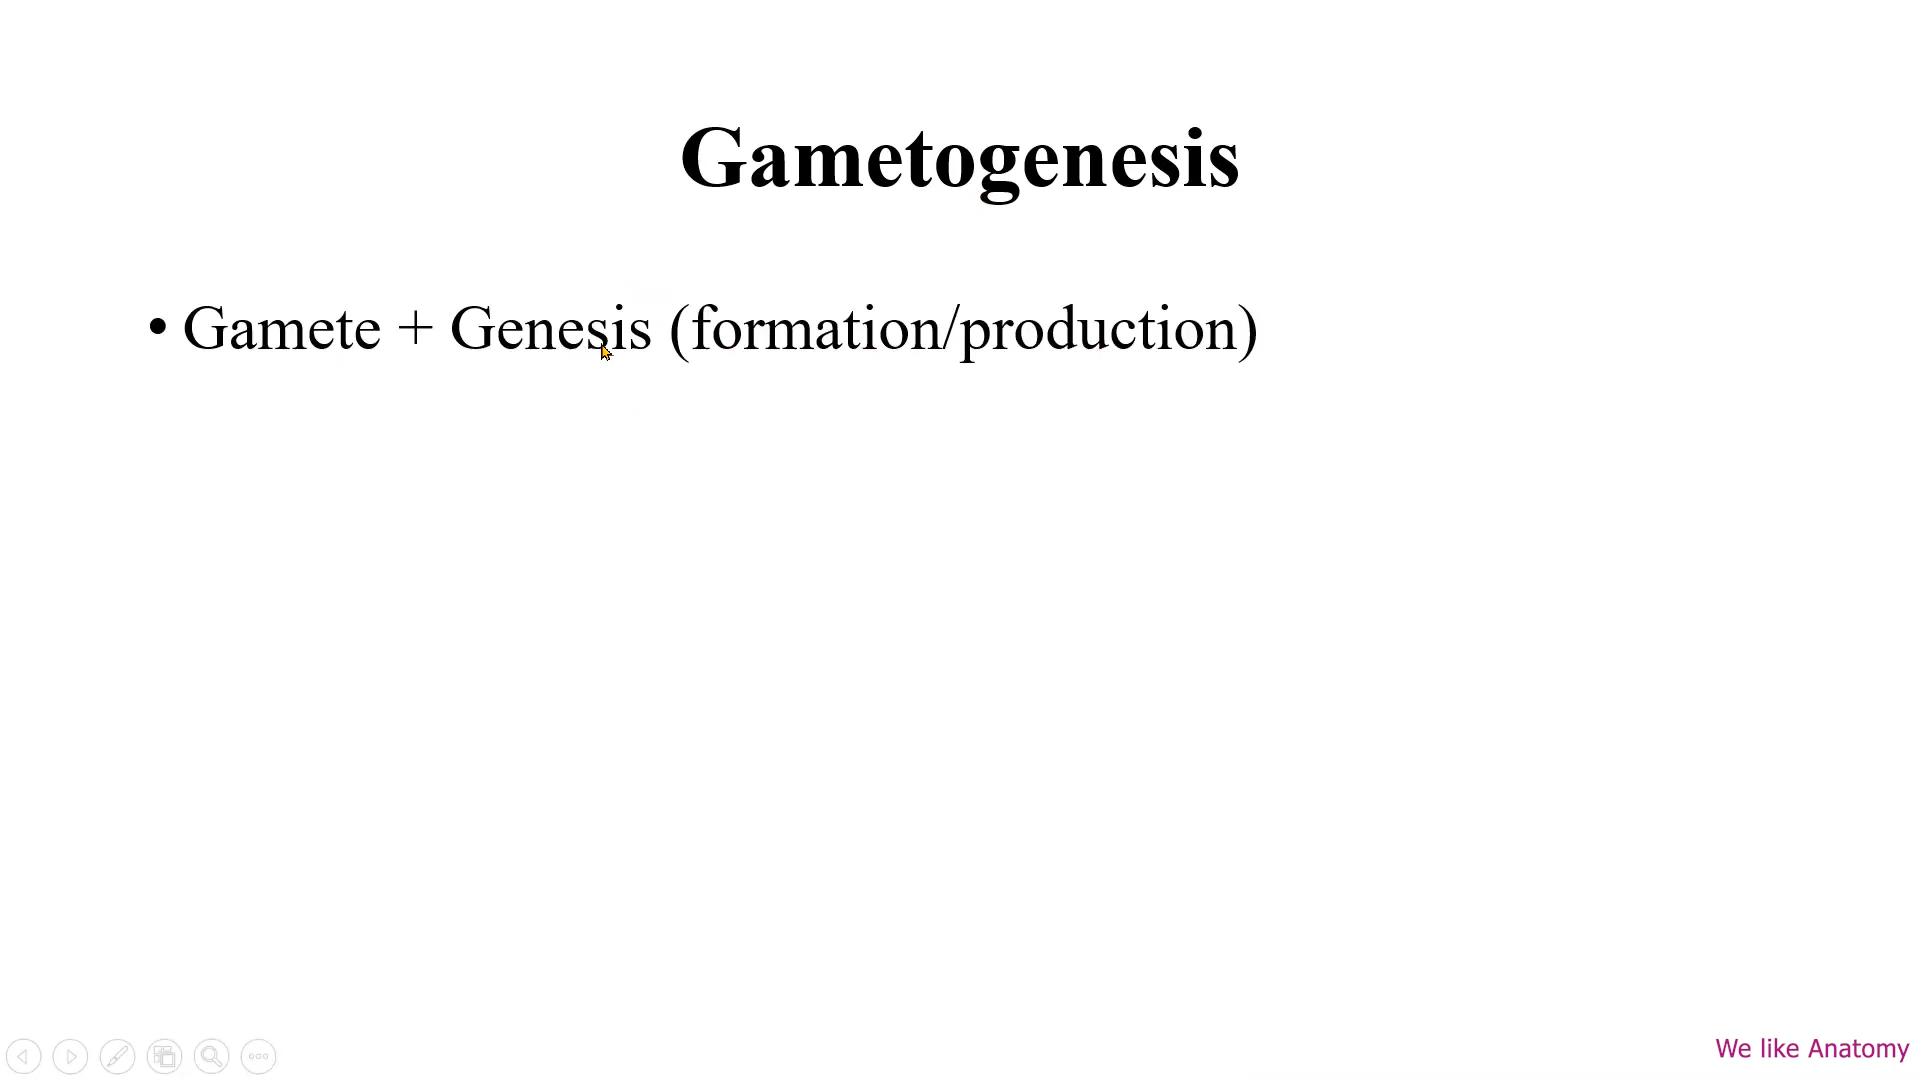 Gametogenesis
• Gamete + Genesis (formation/production)
We like Anatomy